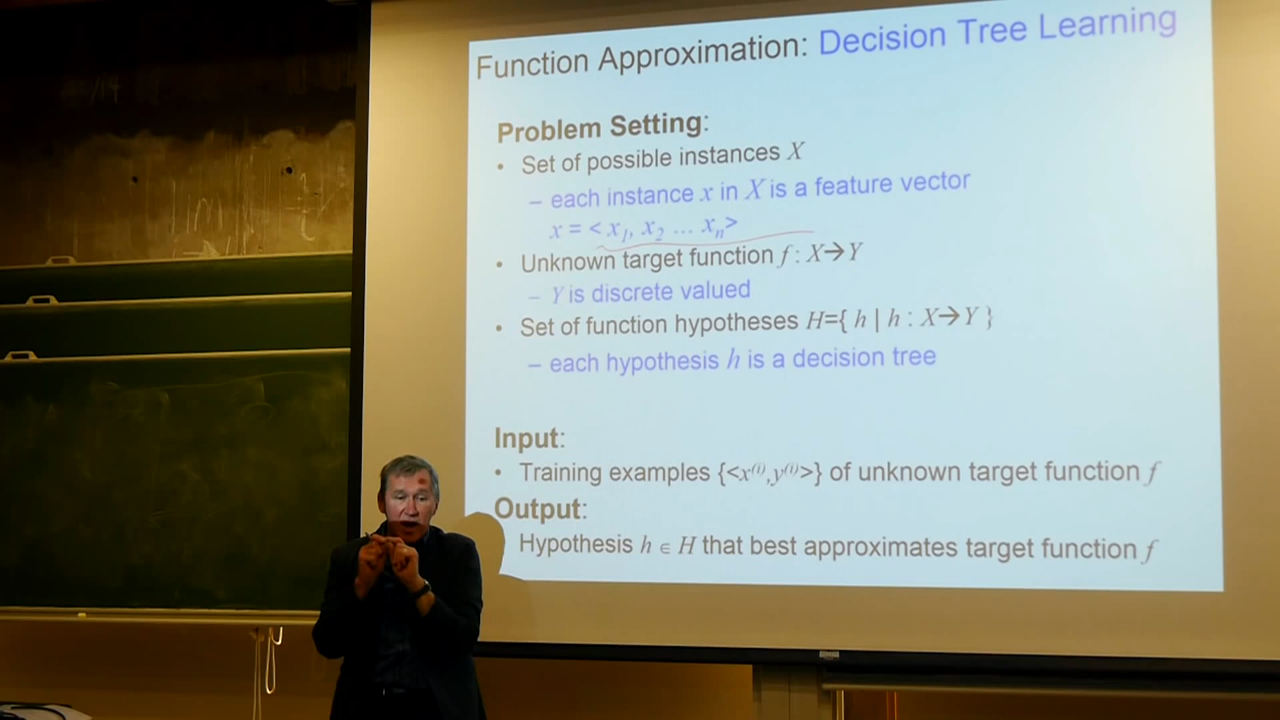 Function Approximation: Decision Tree Learning
Problem Setting:
• Set of possible instances X
– each instance x in X is a feature vector
x = < x₁, x₂ … xₙ>
• Unknown target function f : X→Y
– Y is discrete valued
• Set of function hypotheses H={ h | h : X→Y }
– each hypothesis h is a decision tree
Input:
• Training examples {<x⁽ⁱ⁾,y⁽ⁱ⁾>} of unknown target function f
Output:
Hypothesis h ∈ H that best approximates target function f